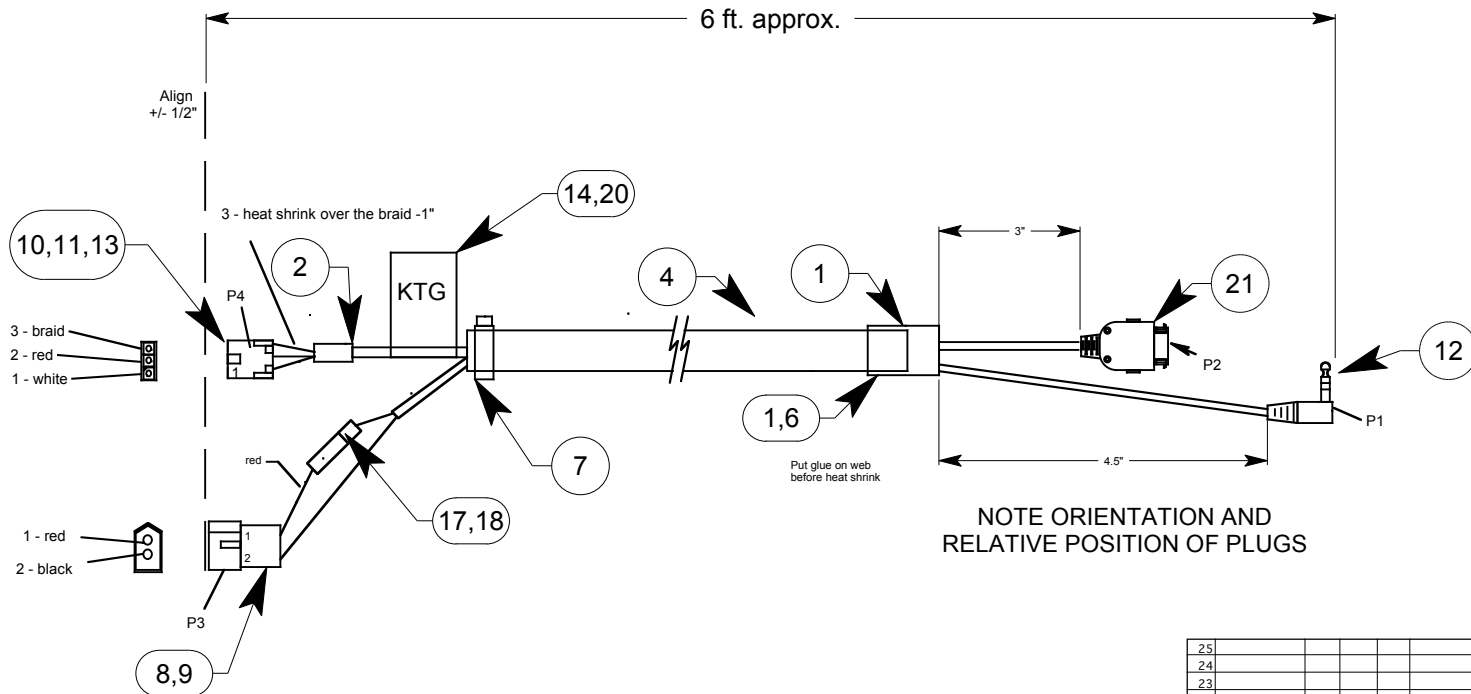 6 ft. approx.
Align
+/- 1/2"
14,20
3 - heat shrink over the braid -1"
10,11,13
2
KTG
4
1
3"
21
P4
3 - braid
2 - red
1 - white
1
P2
12
1,6
P1
7
Put glue on web
before heat shrink
4.5"
red
17,18
NOTE ORIENTATION AND
RELATIVE POSITION OF PLUGS
1 - red
2 - black
1
2
P3
8,9
25
24
23